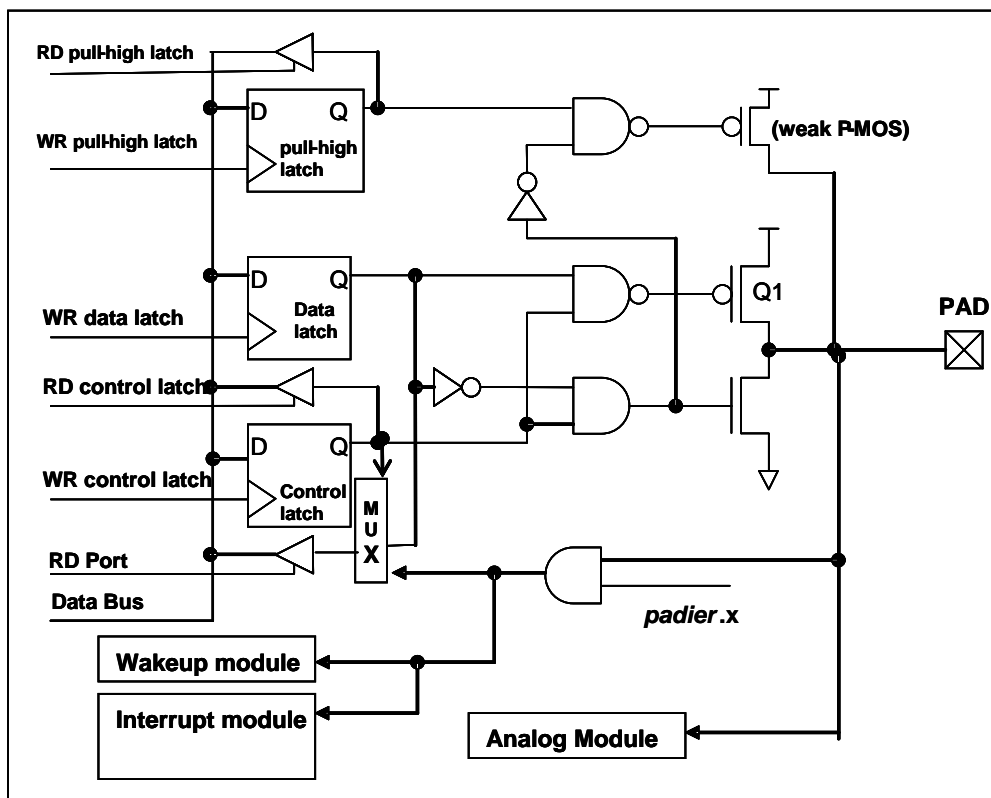 RD pull-high latch
D Q
WR pull-high latch
pull-high
latch
(weak P-MOS)
D Q
Data
latch
WR data latch
Q1
PAD
RD control latch
D Q
WR control latch
Control
latch
M
U
X
RD Port
Data Bus
padier.x
Wakeup module
Interrupt module
Analog Module